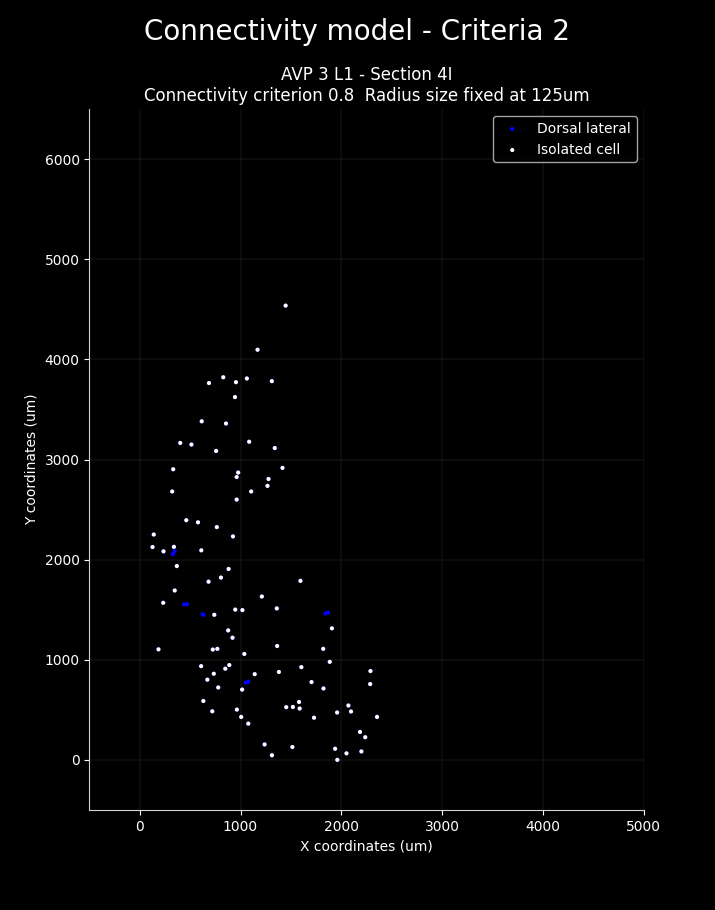 Connectivity model - Criteria 2
AVP 3 L1 - Section 4I
Connectivity criterion 0.8  Radius size fixed at 125um
Dorsal lateral
Isolated cell
6000
5000
4000
3000
2000
1000
0
Y coordinates (um)
0 1000 2000 3000 4000 5000
X coordinates (um)